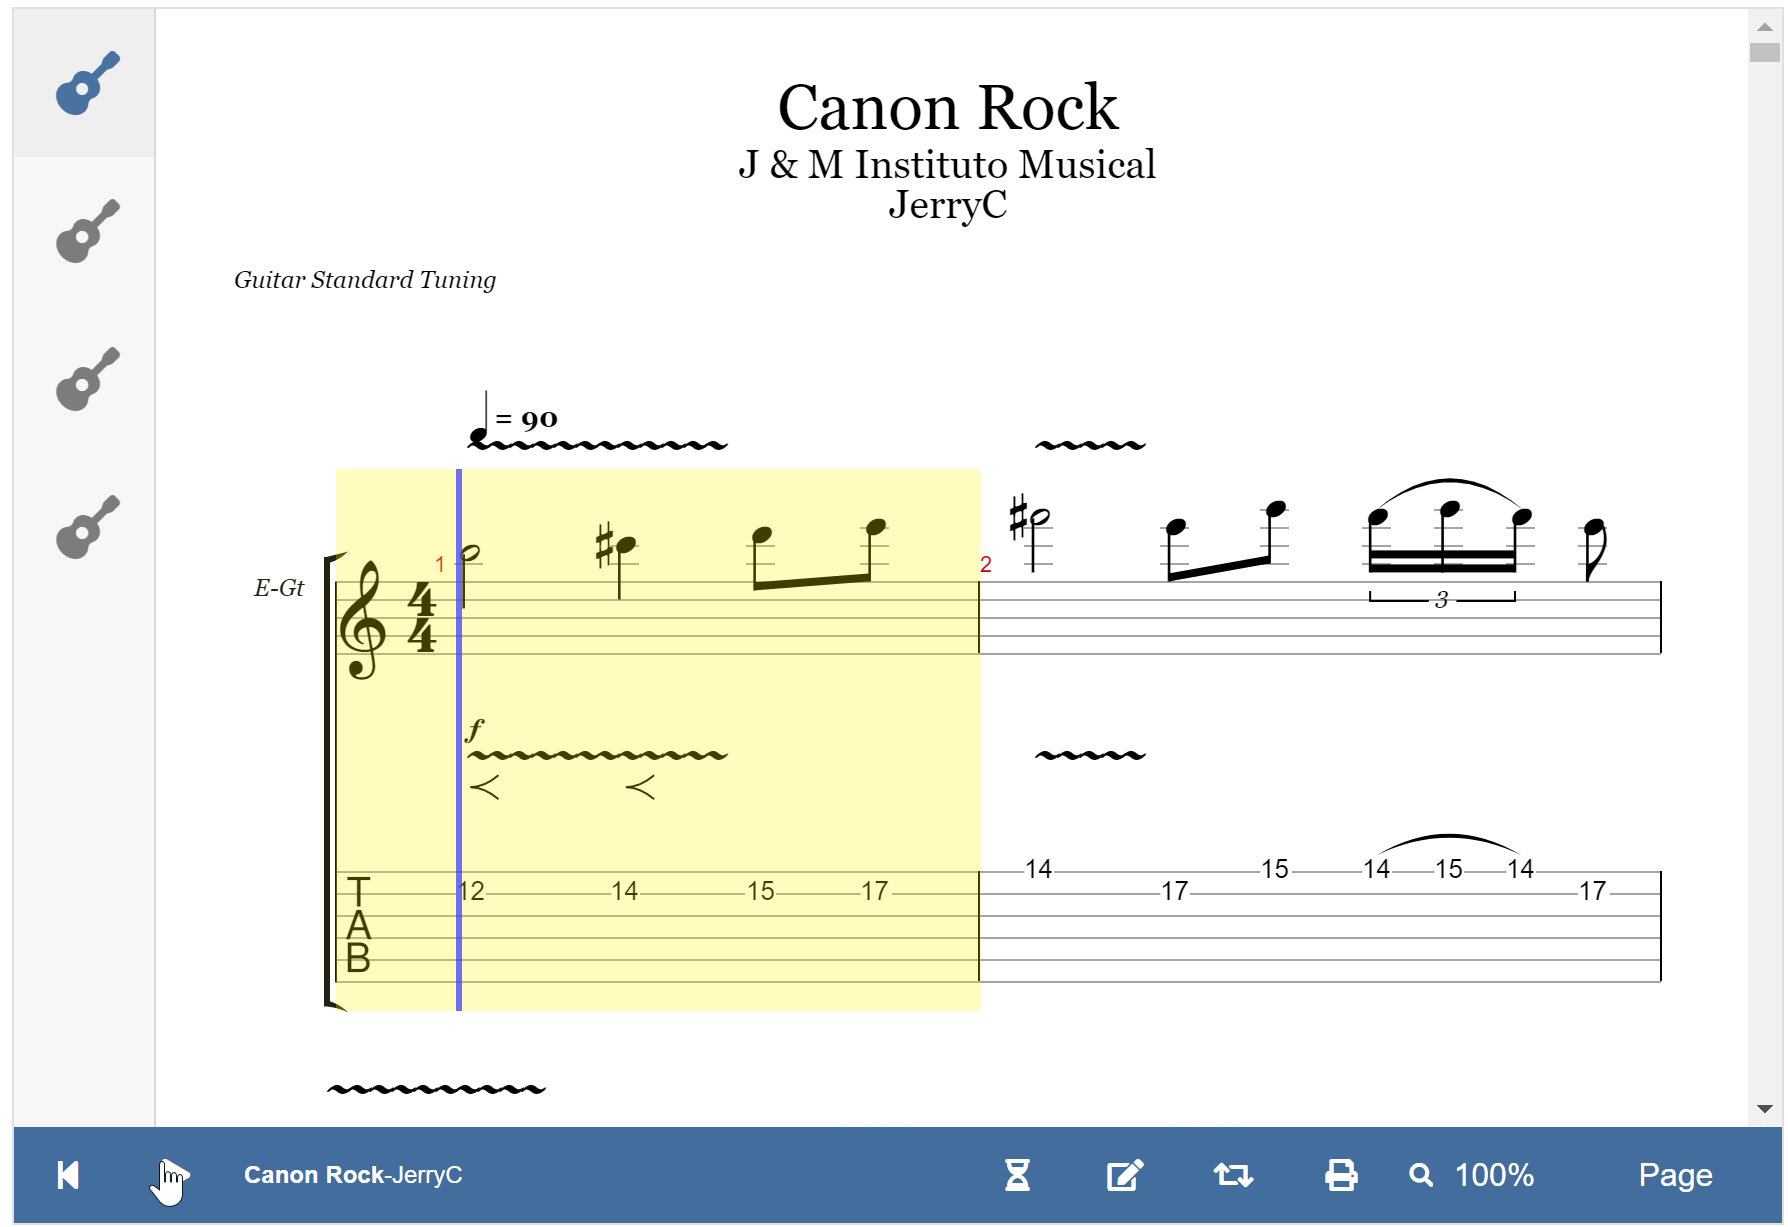 Canon Rock
J & M Instituto Musical
JerryC
Guitar Standard Tuning
= 90
1
2
E-Gt
4
4
3
f
14 15 14 15 14
T 12 14 15 17 17 17
A
B
Canon Rock-JerryC
100%
Page